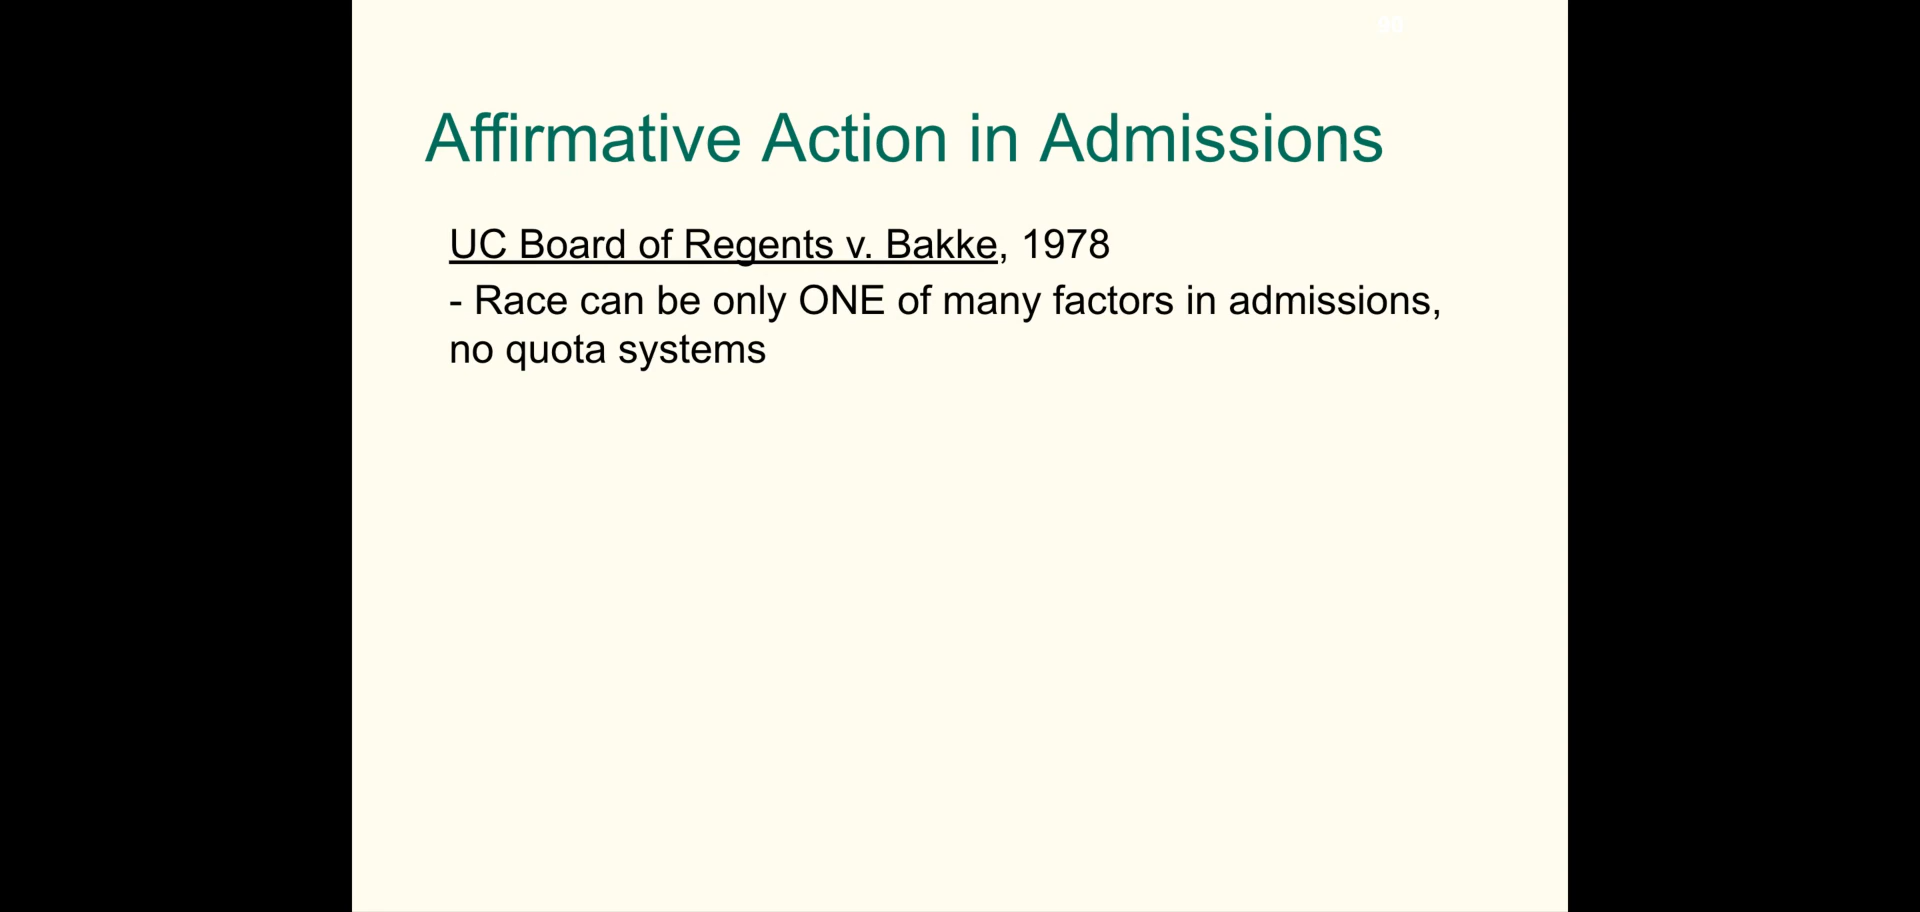 Affirmative Action in Admissions
UC Board of Regents v. Bakke, 1978
- Race can be only ONE of many factors in admissions,
no quota systems